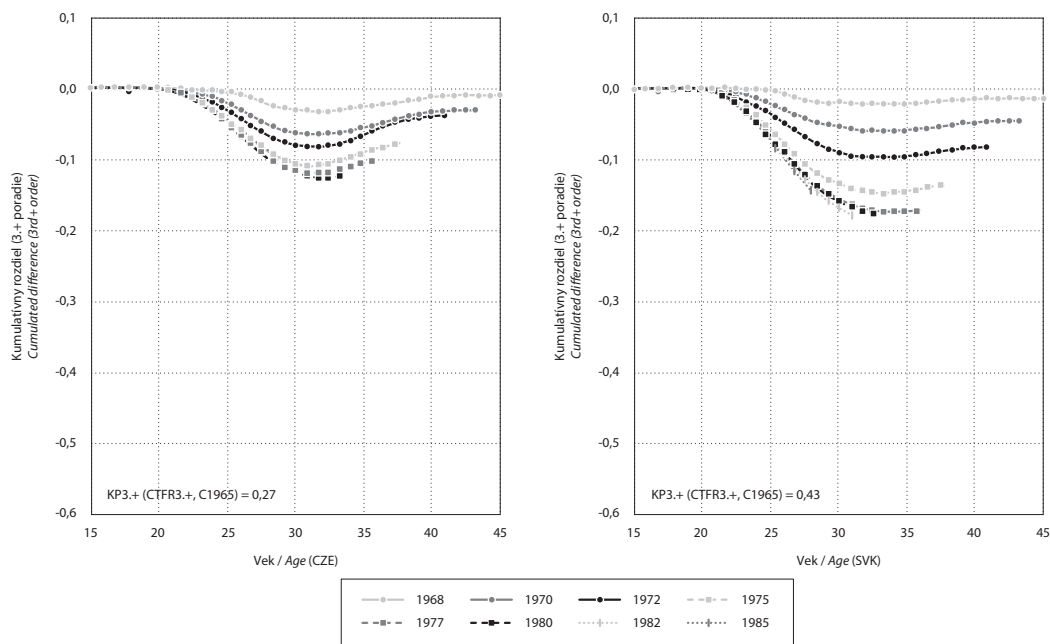 0,1
0,0
-0,1
-0,2
-0,3
-0,4
-0,5
-0,6
Kumulatívny rozdiel (3.+ poradie)
Cumulated difference (3rd+ order)
KP3.+ (CTFR3.+, C1965) = 0,27
15 20 25 30 35 40 45
Vek / Age (CZE)
0,1
0,0
-0,1
-0,2
-0,3
-0,4
-0,5
-0,6
Kumulatívny rozdiel (3.+ poradie)
Cumulated difference (3rd+ order)
KP3.+ (CTFR3.+, C1965) = 0,43
15 20 25 30 35 40 45
Vek / Age (SVK)
1968 1970 1972 1975
1977 1980 1982 1985